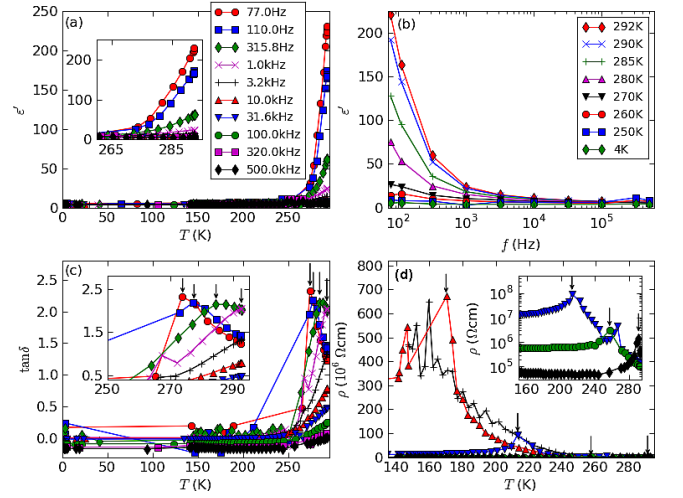 (a)
ε′
T (K)
250
200
150
100
50
0
0 50 100 150 200 250
200
100
0
265 285
77.0Hz
110.0Hz
315.8Hz
1.0kHz
3.2kHz
10.0kHz
31.6kHz
100.0kHz
320.0kHz
500.0kHz
(b)
ε′
f (Hz)
200
150
100
50
0
10² 10³ 10⁴ 10⁵
292K
290K
285K
280K
270K
260K
250K
4K
(c)
tanδ
T (K)
2.5
2.0
1.5
1.0
0.5
0.0
0 50 100 150 200 250
2.5
1.5
0.5
250 260 270 280 290
(d)
ρ (10⁶ Ωcm)
T (K)
800
700
600
500
400
300
200
100
0
140 160 180 200 220 240 260 280
ρ (Ωcm)
10⁸
10⁷
10⁶
10⁵
160 200 240 280